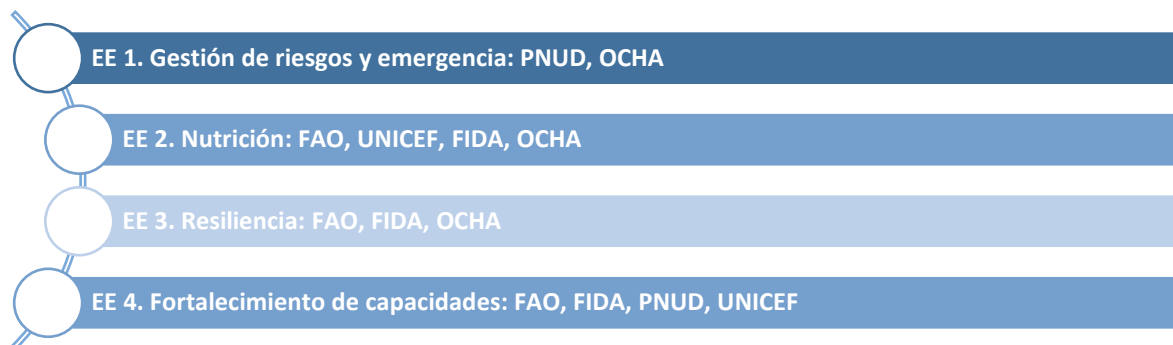 EE 1. Gestión de riesgos y emergencia: PNUD, OCHA
EE 2. Nutrición: FAO, UNICEF, FIDA, OCHA
EE 3. Resiliencia: FAO, FIDA, OCHA
EE 4. Fortalecimiento de capacidades: FAO, FIDA, PNUD, UNICEF